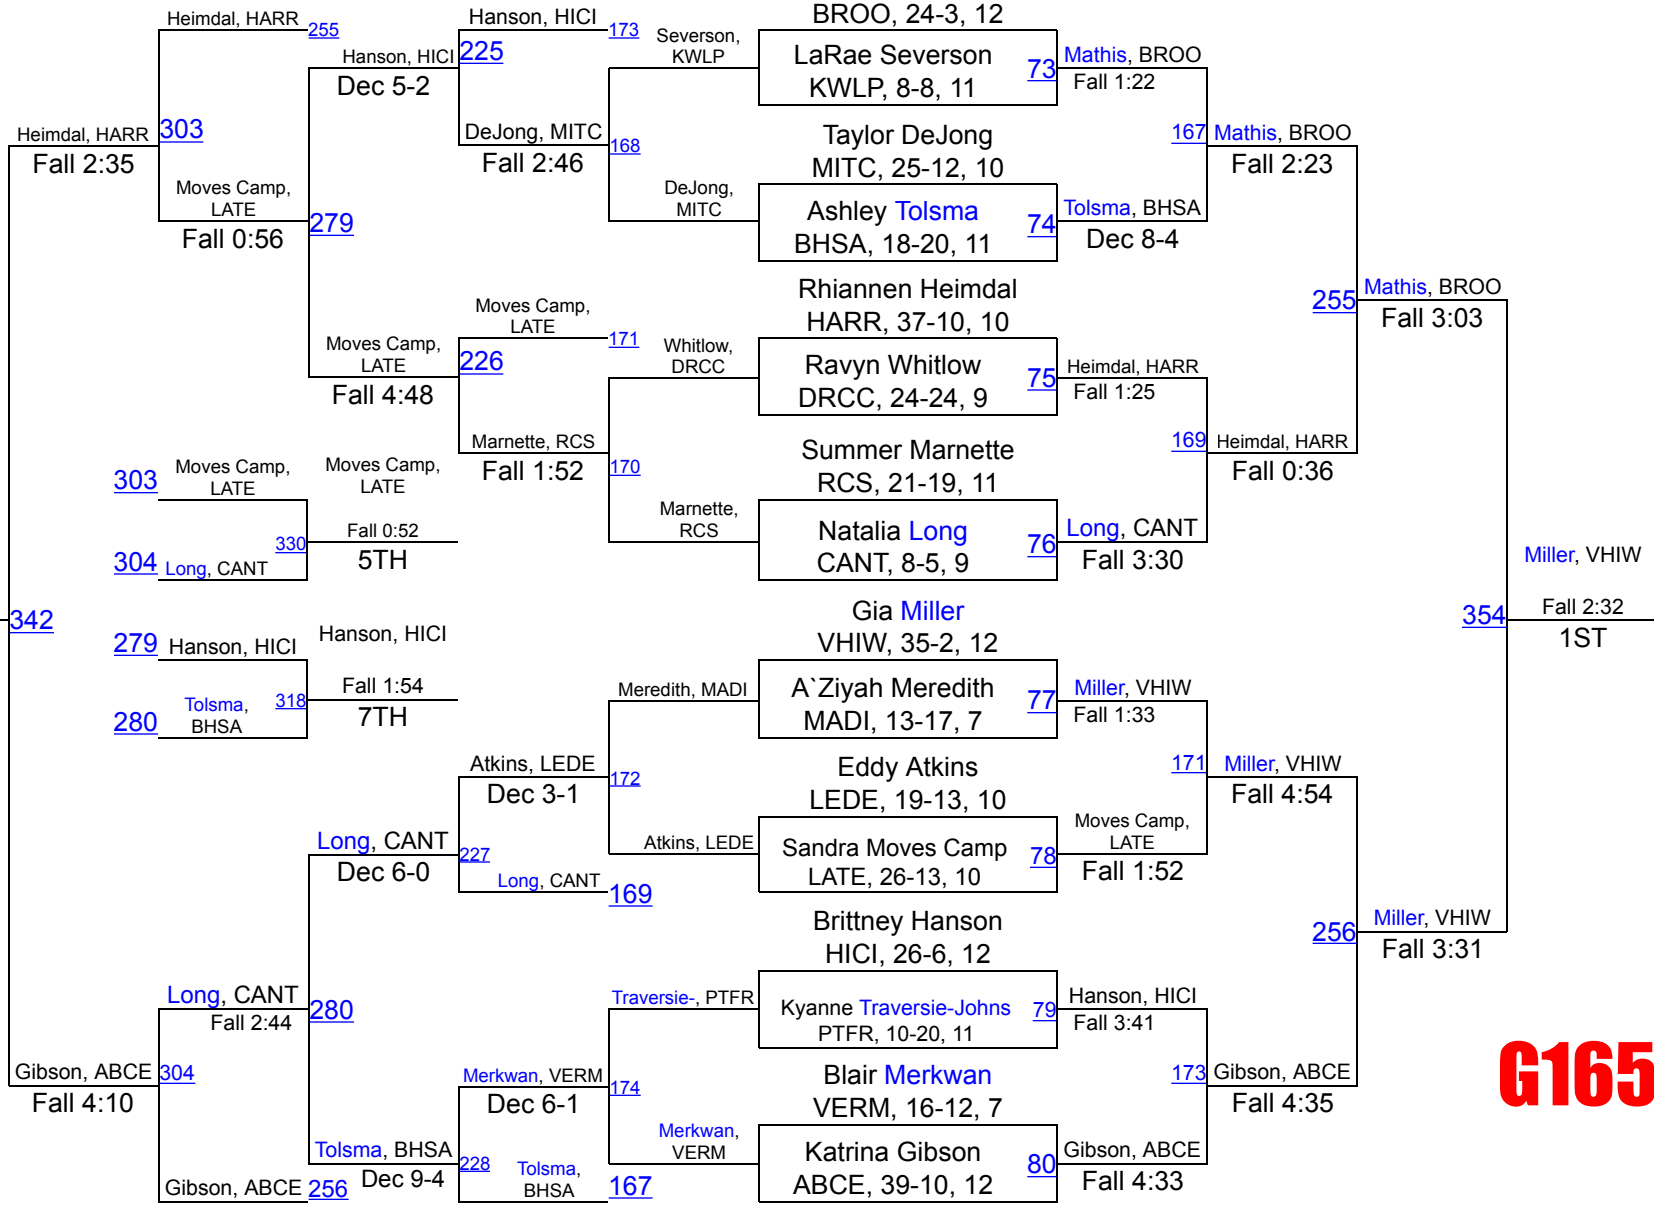 Heimdal, HARR
255
Hanson, HICI
Dec 5-2
Hanson, HICI
173
225
Severson,
KWLP
BROO, 24-3, 12
LaRae Severson
KWLP, 8-8, 11
73
Mathis, BROO
Fall 1:22
Heimdal, HARR
Fall 2:35
303
DeJong, MITC
Fall 2:46
168
Taylor DeJong
MITC, 25-12, 10
167
Mathis, BROO
Fall 2:23
Moves Camp,
LATE
Fall 0:56
279
DeJong,
MITC
Ashley Tolsma
BHSA, 18-20, 11
74
Tolsma, BHSA
Dec 8-4
Moves Camp,
LATE
171
Rhiannen Heimdal
HARR, 37-10, 10
255
Mathis, BROO
Fall 3:03
Moves Camp,
LATE
Fall 4:48
226
Whitlow,
DRCC
Ravyn Whitlow
DRCC, 24-24, 9
75
Heimdal, HARR
Fall 1:25
Marnette, RCS
Fall 1:52
170
Summer Marnette
RCS, 21-19, 11
169
Heimdal, HARR
Fall 0:36
303
Moves Camp,
LATE
Moves Camp,
LATE
304
Long, CANT
330
Fall 0:52
5TH
Marnette,
RCS
Natalia Long
CANT, 8-5, 9
76
Long, CANT
Fall 3:30
Miller, VHIW
342
354
Fall 2:32
1ST
Gia Miller
VHIW, 35-2, 12
279
Hanson, HICI
Hanson, HICI
280
Tolsma,
BHSA
318
Fall 1:54
7TH
Meredith, MADI
A`Ziyah Meredith
MADI, 13-17, 7
77
Miller, VHIW
Fall 1:33
Atkins, LEDE
Dec 3-1
172
Eddy Atkins
LEDE, 19-13, 10
171
Miller, VHIW
Fall 4:54
Long, CANT
Dec 6-0
227
Long, CANT
169
Atkins, LEDE
Sandra Moves Camp
LATE, 26-13, 10
78
Moves Camp,
LATE
Fall 1:52
Brittney Hanson
HICI, 26-6, 12
256
Miller, VHIW
Fall 3:31
Long, CANT
Fall 2:44
280
Traversie-, PTFR
Kyanne Traversie-Johns
PTFR, 10-20, 11
79
Hanson, HICI
Fall 3:41
Gibson, ABCE
Fall 4:10
304
Merkwan, VERM
Dec 6-1
174
Blair Merkwan
VERM, 16-12, 7
173
Gibson, ABCE
Fall 4:35
G165
Tolsma, BHSA
Dec 9-4
228
Tolsma,
BHSA
167
Merkwan,
VERM
Katrina Gibson
ABCE, 39-10, 12
80
Gibson, ABCE
Fall 4:33
Gibson, ABCE
256